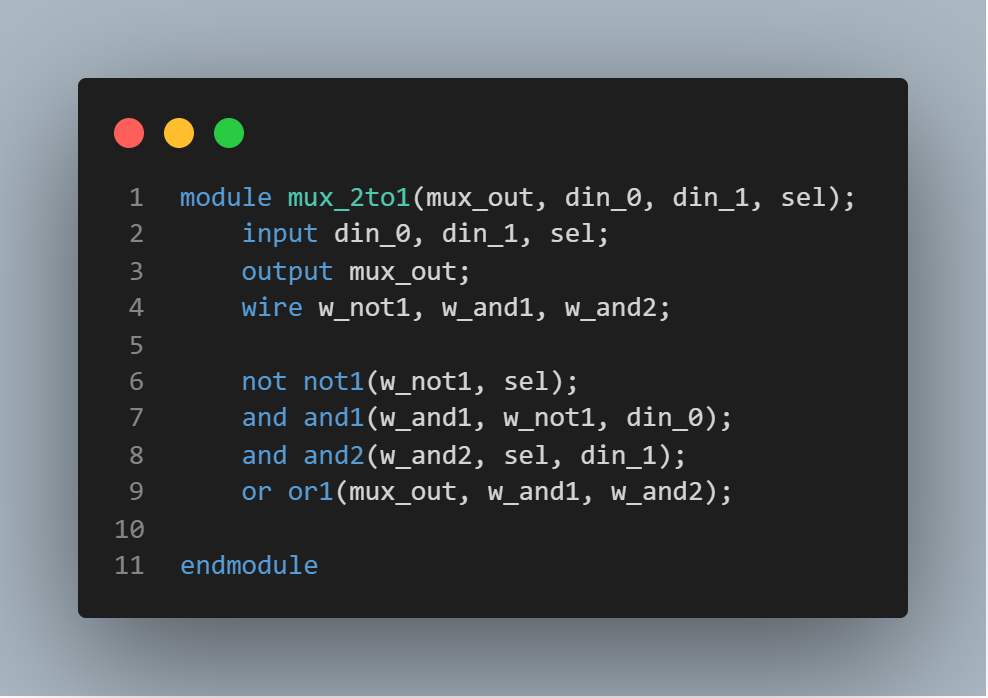 1 module mux_2to1(mux_out, din_0, din_1, sel);
2     input din_0, din_1, sel;
3     output mux_out;
4     wire w_not1, w_and1, w_and2;
5
6     not not1(w_not1, sel);
7     and and1(w_and1, w_not1, din_0);
8     and and2(w_and2, sel, din_1);
9     or or1(mux_out, w_and1, w_and2);
10
11 endmodule